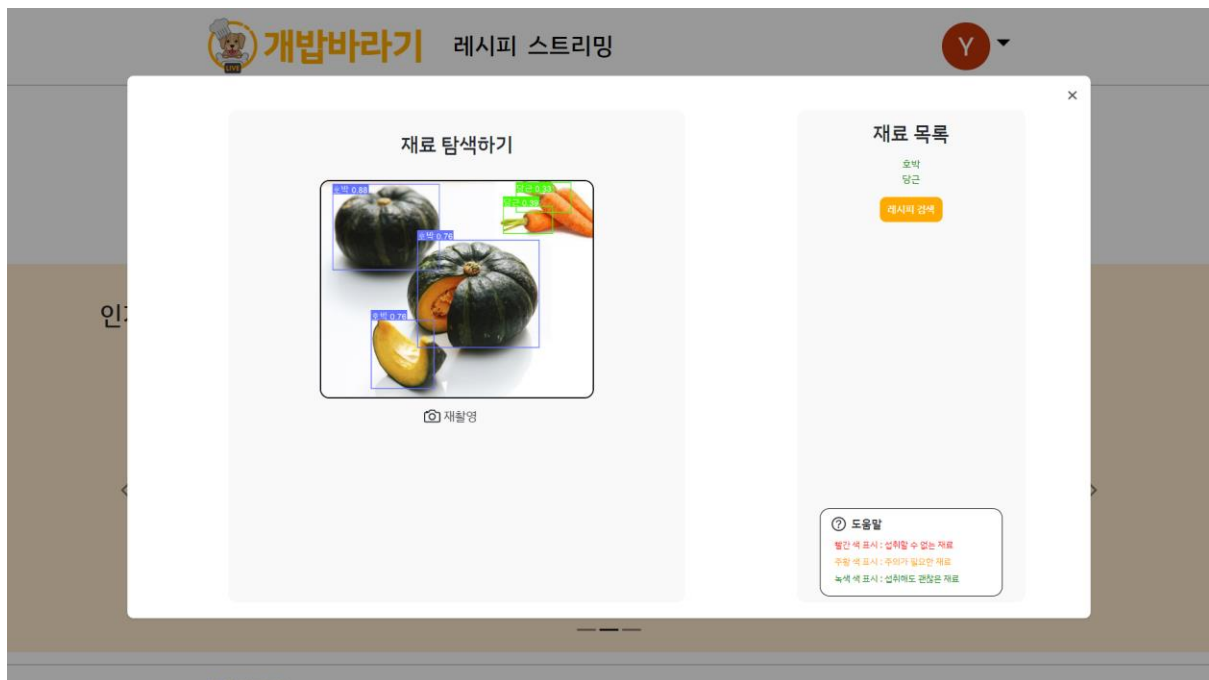 개밥바라기 레시피 스트리밍
LIVE
Y
×
재료 탐색하기
호박 0.88
당근 0.33
당근 0.39
호박 0.76
호박 0.76
재촬영
재료 목록
호박
당근
레시피 검색
도움말
빨간 색 표시 : 섭취할 수 없는 재료
주황 색 표시 : 주의가 필요한 재료
녹색 색 표시 : 섭취해도 괜찮은 재료